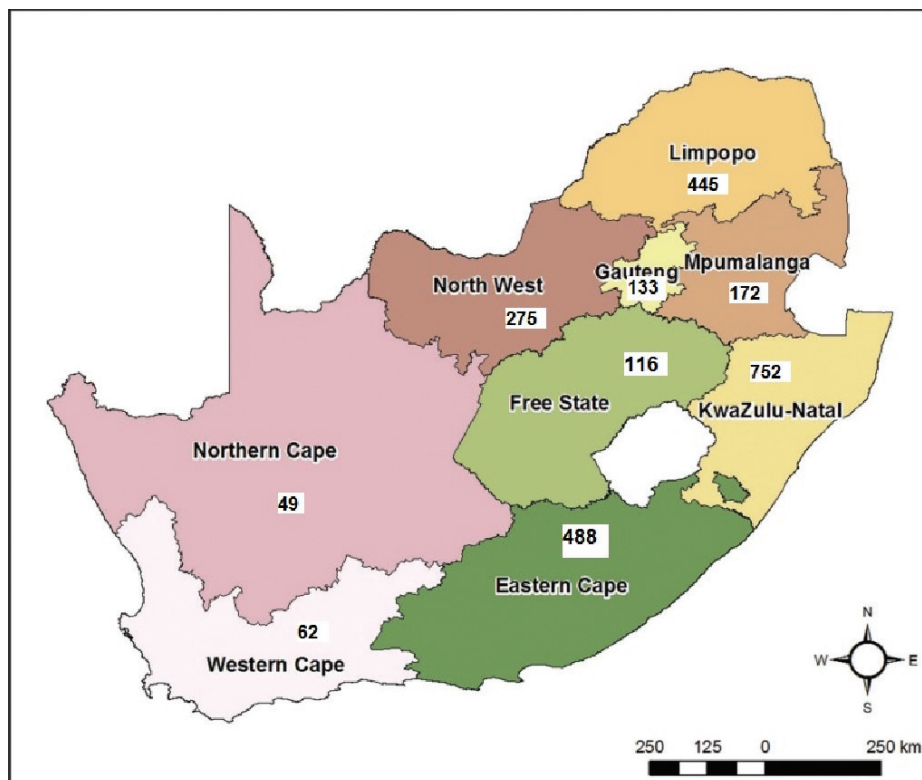 Limpopo
445
Gauteng
Mpumalanga
North West
133
172
275
116
752
Free State
KwaZulu-Natal
Northern Cape
49
488
Eastern Cape
62
Western Cape
N
W
E
S
250 125 0 250 km